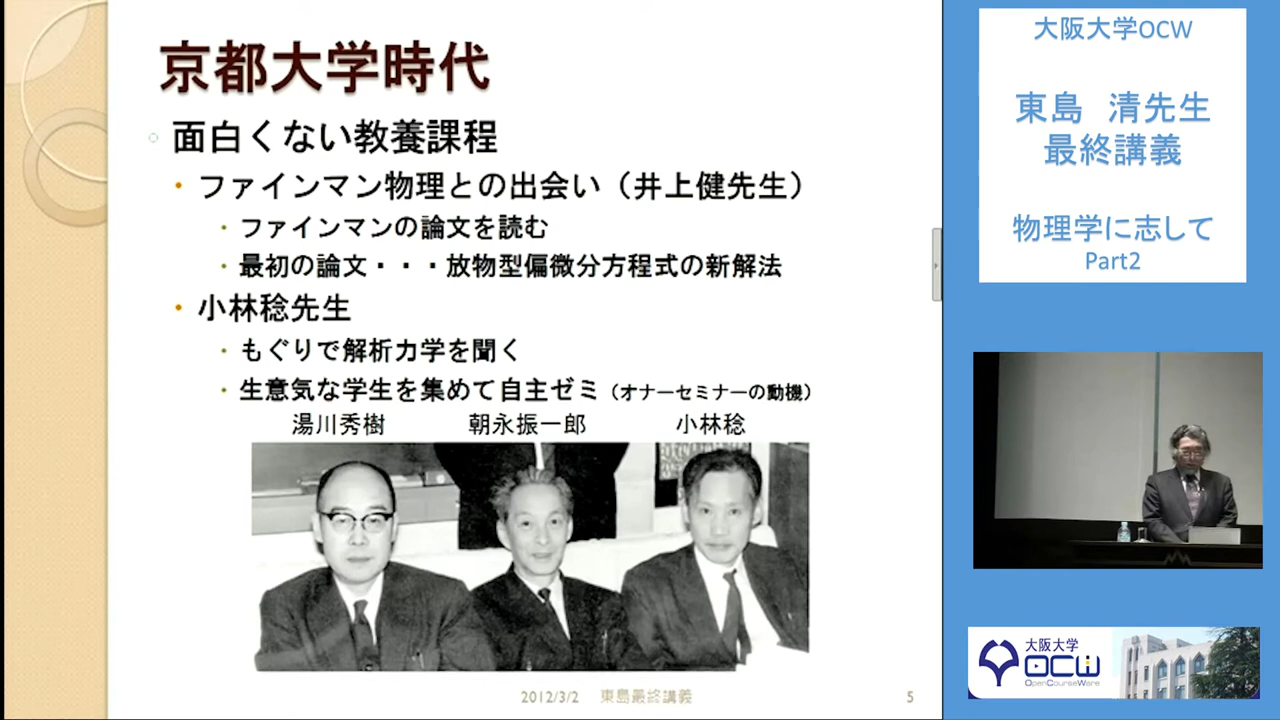 京都大学時代
面白くない教養課程
ファインマン物理との出会い（井上健先生）
ファインマンの論文を読む
最初の論文・・・放物型偏微分方程式の新解法
小林稔先生
もぐりで解析力学を聞く
生意気な学生を集めて自主ゼミ（オナーセミナーの動機）
湯川秀樹 朝永振一郎 小林稔
2012/3/2 東島最終講義 5
大阪大学OCW
東島 清先生
最終講義
物理学に志して
Part2
大阪大学
OCW
OpenCourseWare